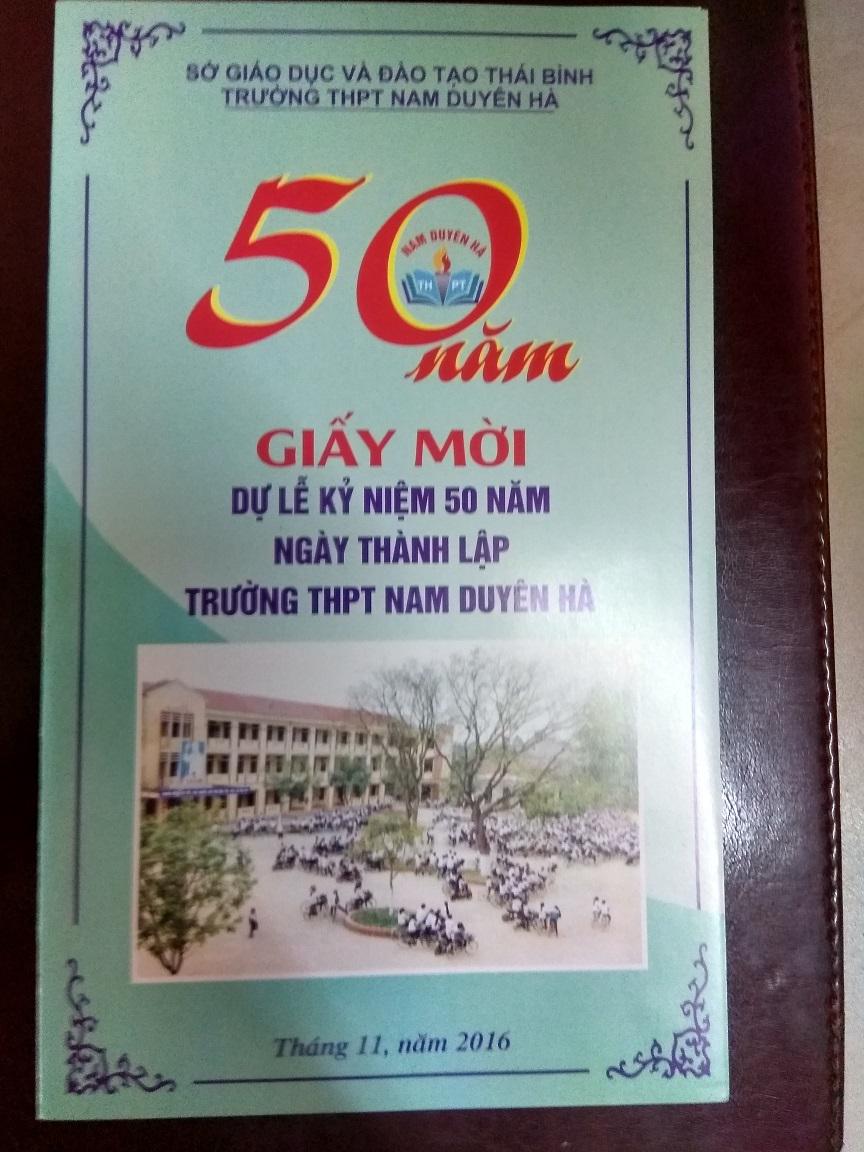 SỞ GIÁO DỤC VÀ ĐÀO TẠO THÁI BÌNH
TRƯỜNG THPT NAM DUYÊN HÀ
50
NAM DUYÊN HÀ
TH PT
năm
GIẤY MỜI
DỰ LỄ KỶ NIỆM 50 NĂM
NGÀY THÀNH LẬP
TRƯỜNG THPT NAM DUYÊN HÀ
Tháng 11, năm 2016